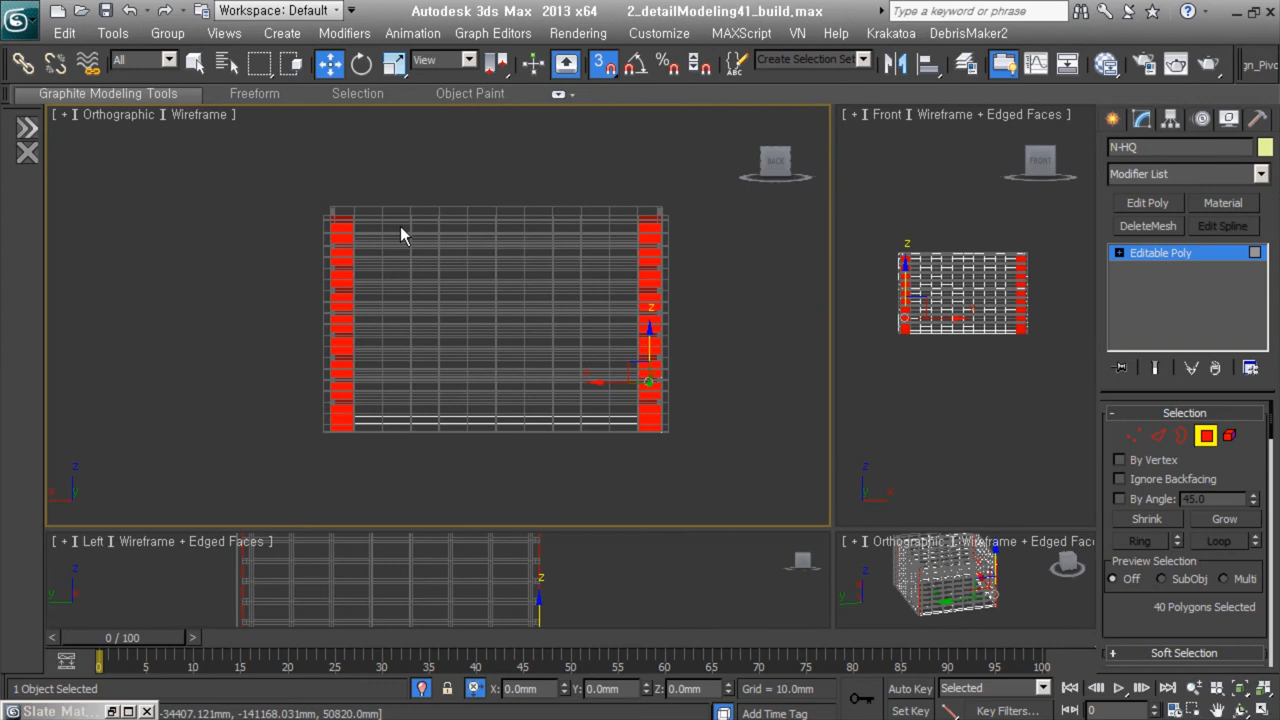 Workspace: Default
Autodesk 3ds Max 2013 x64
2_detailModeling41_build.max
Type a keyword or phrase
Edit
Tools
Group
Views
Create
Modifiers
Animation
Graph Editors
Rendering
Customize
MAXScript
VN
Help
Krakatoa
DebrisMaker2
All
View
3
Create Selection Set
gn_Pivo
Graphite Modeling Tools
Freeform
Selection
Object Paint
[ + ] Orthographic ] Wireframe ]
BACK
[ + ] Front ] Wireframe + Edged Faces ]
FRONT
N-HQ
Modifier List
Edit Poly
Material
DeleteMesh
Edit Spline
Editable Poly
Selection
By Vertex
Ignore Backfacing
By Angle: 45.0
Shrink
Grow
Ring
Loop
Preview Selection
Off
SubObj
Multi
40 Polygons Selected
Soft Selection
[ + ] Left ] Wireframe + Edged Faces ]
[ + ] Orthographic ] Wireframe + Edged Fac
0 / 100
0 5 10 15 20 25 30 35 40 45 50 55 60 65 70 75 80 85 90 95 100
1 Object Selected
X: 0.0mm
Y: 0.0mm
Z: 0.0mm
Grid = 10.0mm
Auto Key
Selected
Slate Mat...
-34407.121mm, -141168.031mm, 50820.0mm]
Add Time Tag
Set Key
Key Filters...
0